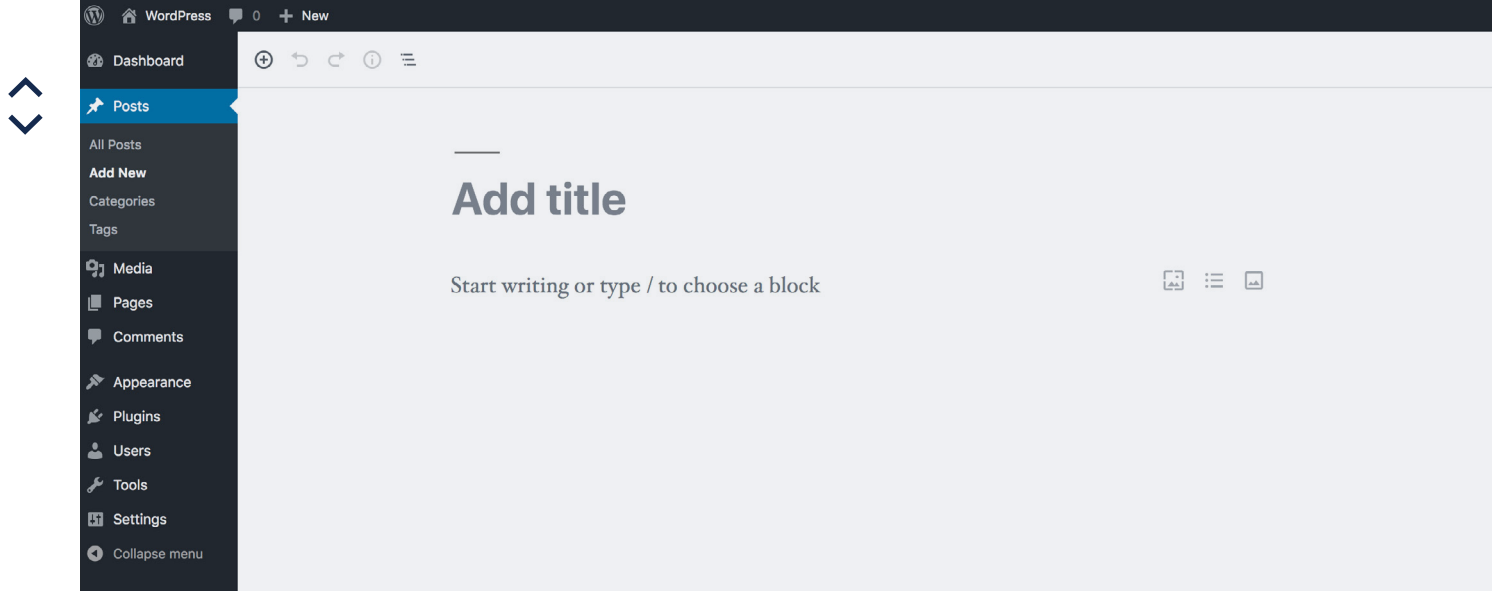 WordPress 0 New
Dashboard
Posts
All Posts
Add New
Categories
Tags
Media
Pages
Comments
Appearance
Plugins
Users
Tools
Settings
Collapse menu
Add title
Start writing or type / to choose a block